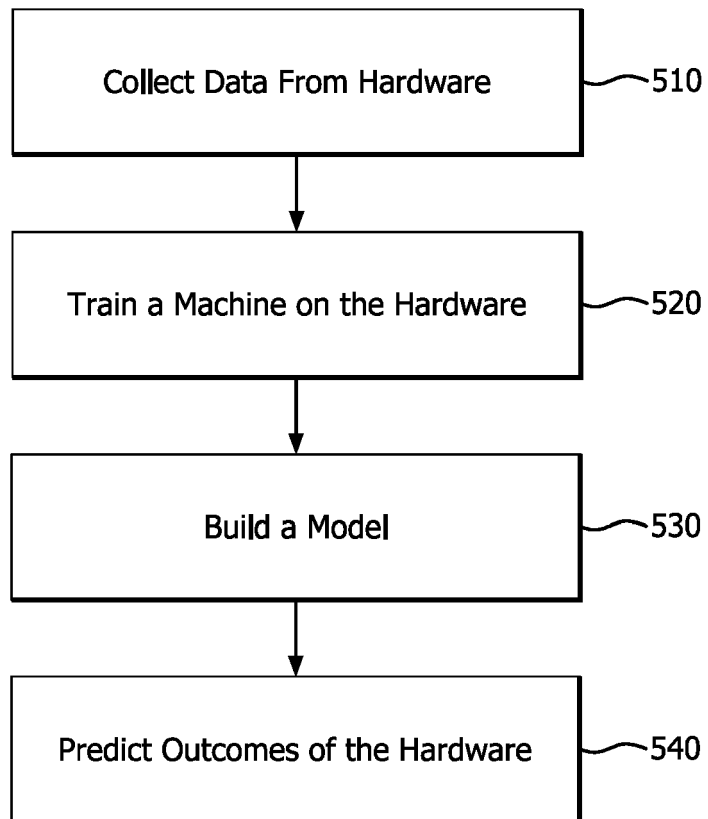 Collect Data From Hardware
510
Train a Machine on the Hardware
520
Build a Model
530
Predict Outcomes of the Hardware
540